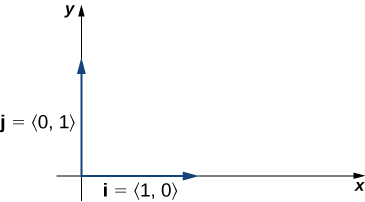 y
j = ⟨0, 1⟩
x
i = ⟨1, 0⟩